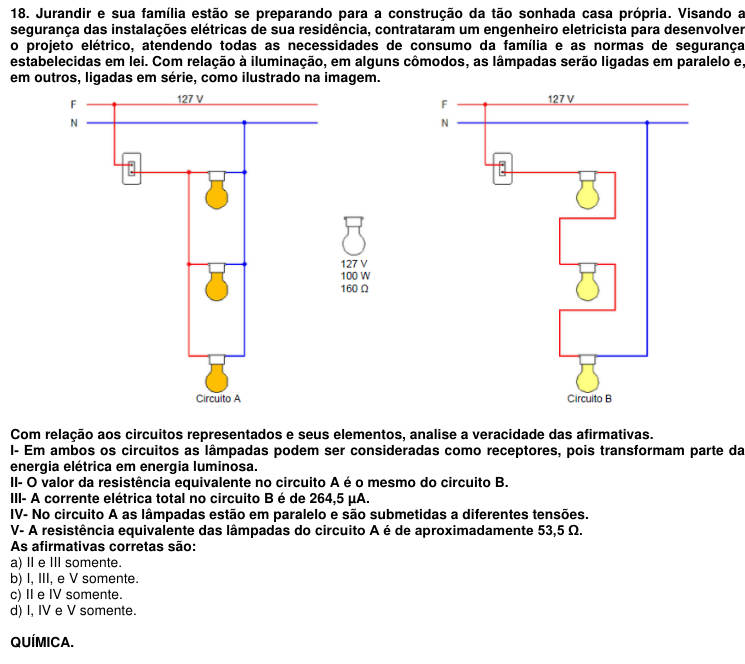 18. Jurandir e sua família estão se preparando para a construção da tão sonhada casa própria. Visando a
segurança das instalações elétricas de sua residência, contrataram um engenheiro eletricista para desenvolver
o projeto elétrico, atendendo todas as necessidades de consumo da família e as normas de segurança
estabelecidas em lei. Com relação à iluminação, em alguns cômodos, as lâmpadas serão ligadas em paralelo e,
em outros, ligadas em série, como ilustrado na imagem.
F 127 V
N
F 127 V
N
127 V
100 W
160 Ω
Circuito A
Circuito B
Com relação aos circuitos representados e seus elementos, analise a veracidade das afirmativas.
I- Em ambos os circuitos as lâmpadas podem ser consideradas como receptores, pois transformam parte da
energia elétrica em energia luminosa.
II- O valor da resistência equivalente no circuito A é o mesmo do circuito B.
III- A corrente elétrica total no circuito B é de 264,5 µA.
IV- No circuito A as lâmpadas estão em paralelo e são submetidas a diferentes tensões.
V- A resistência equivalente das lâmpadas do circuito A é de aproximadamente 53,5 Ω.
As afirmativas corretas são:
a) II e III somente.
b) I, III, e V somente.
c) II e IV somente.
d) I, IV e V somente.
QUÍMICA.